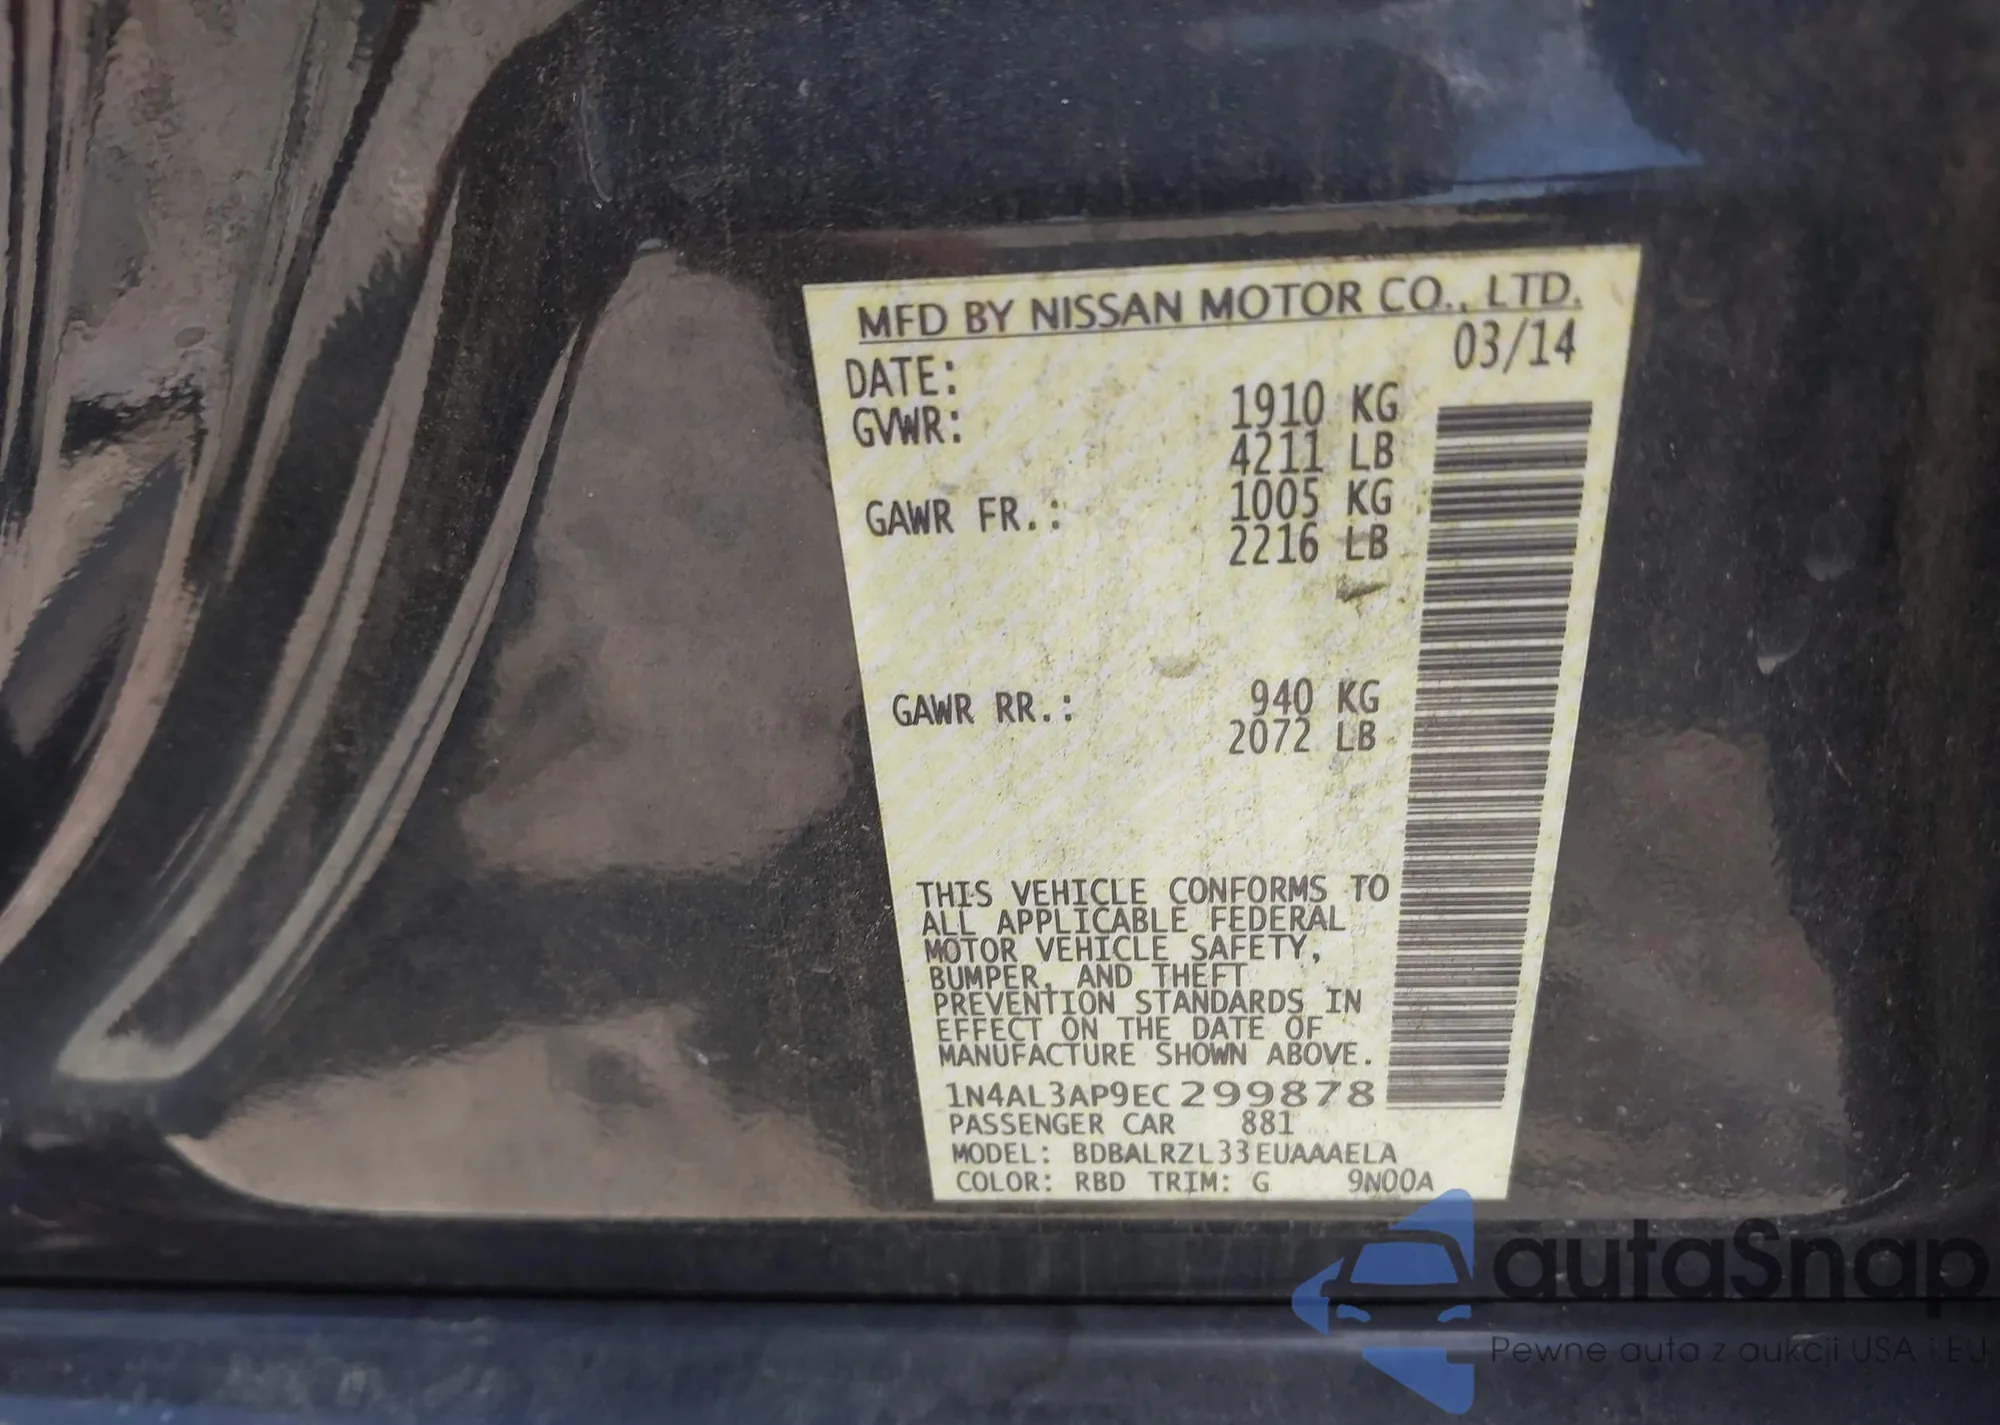 MFD BY NISSAN MOTOR CO., LTD.
DATE: 03/14
GVWR: 1910 KG
4211 LB
GAWR FR.: 1005 KG
2216 LB
GAWR RR.: 940 KG
2072 LB
THIS VEHICLE CONFORMS TO
ALL APPLICABLE FEDERAL
MOTOR VEHICLE SAFETY,
BUMPER, AND THEFT
PREVENTION STANDARDS IN
EFFECT ON THE DATE OF
MANUFACTURE SHOWN ABOVE.
1N4AL3AP9EC299878
PASSENGER CAR 881
MODEL: BDBALRZL33EUAAAELA
COLOR: RBD TRIM: G 9N00A
autaSnap
Pewne auta z aukcji USA i EU